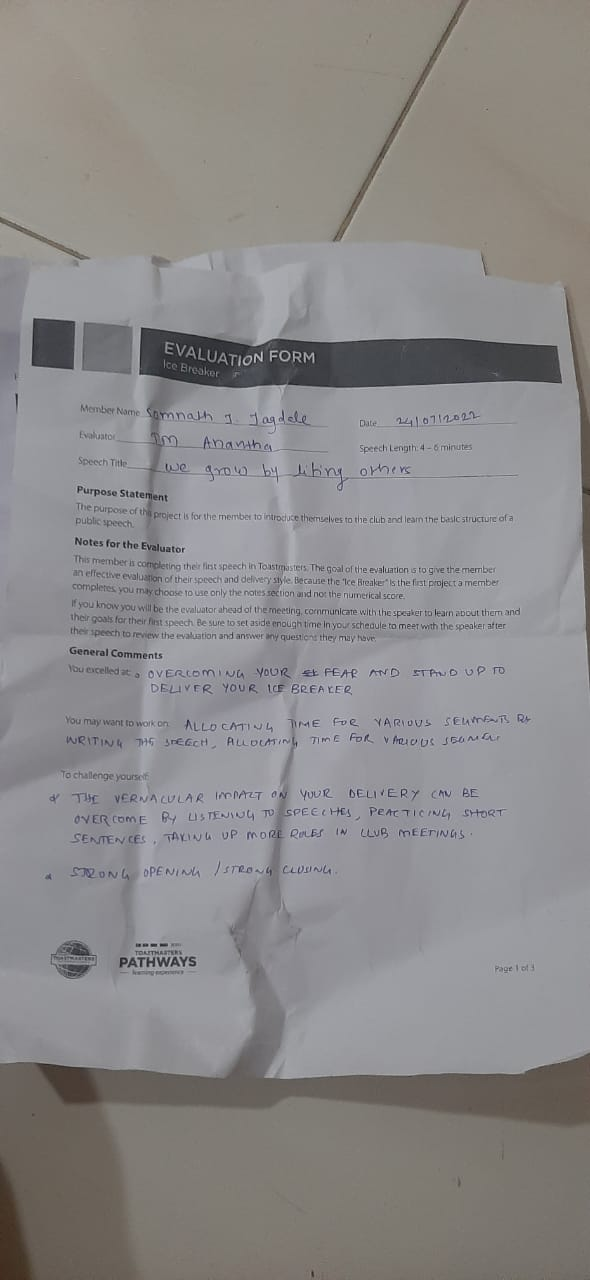 EVALUATION FORM
Ice Breaker
Member Name Somnath J. Jagdale
Date 24/07/2022
Evaluator TM Anantha
Speech Length: 4 – 6 minutes
Speech Title We grow by lifting others
Purpose Statement
The purpose of this project is for the member to introduce themselves to the club and learn the basic structure of a
public speech.
Notes for the Evaluator
This member is completing their first speech in Toastmasters. The goal of the evaluation is to give the member
an effective evaluation of their speech and delivery style. Because the "Ice Breaker" is the first project a member
completes, you may choose to use only the notes section and not the numerical score.
If you know you will be the evaluator ahead of the meeting, communicate with the speaker to learn about them and
their goals for their first speech. Be sure to set aside enough time in your schedule to meet with the speaker after
their speech to review the evaluation and answer any questions they may have.
General Comments
You excelled at: OVERCOMING YOUR FEAR AND STAND UP TO
DELIVER YOUR ICE BREAKER
You may want to work on: ALLOCATING TIME FOR VARIOUS SEGMENTS
WRITING THE SPEECH, ALLOCATING TIME FOR VARIOUS
To challenge yourself:
THE VERNACULAR IMPACT ON YOUR DELIVERY CAN BE
OVERCOME BY LISTENING TO SPEECHES, PRACTICING SHORT
SENTENCES, TAKING UP MORE ROLES IN CLUB MEETINGS.
STRONG OPENING / STRONG CLOSING.
TOASTMASTERS
TOASTMASTERS
PATHWAYS
learning experience
Page 1 of 3